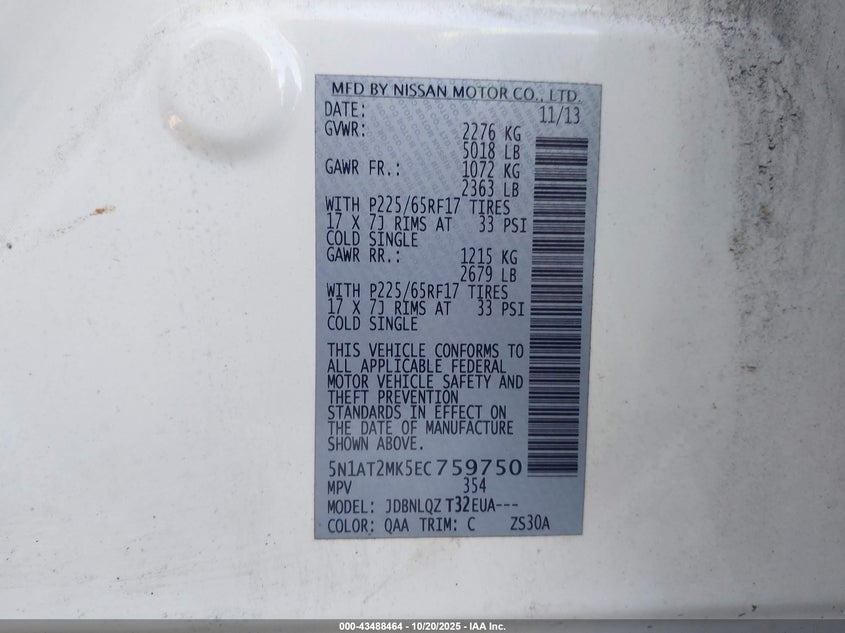 MFD BY NISSAN MOTOR CO., LTD.
DATE: 11/13
GVWR: 2276 KG
5018 LB
GAWR FR.: 1072 KG
2363 LB
WITH P225/65RF17 TIRES
17 X 7J RIMS AT 33 PSI
COLD SINGLE
GAWR RR.: 1215 KG
2679 LB
WITH P225/65RF17 TIRES
17 X 7J RIMS AT 33 PSI
COLD SINGLE
THIS VEHICLE CONFORMS TO
ALL APPLICABLE FEDERAL
MOTOR VEHICLE SAFETY AND
THEFT PREVENTION
STANDARDS IN EFFECT ON
THE DATE OF MANUFACTURE
SHOWN ABOVE.
5N1AT2MK5EC759750
MPV 354
MODEL: JDBNLQZ T32EUA---
COLOR: QAA TRIM: C ZS30A
000-43488464 - 10/20/2025 - IAA Inc.